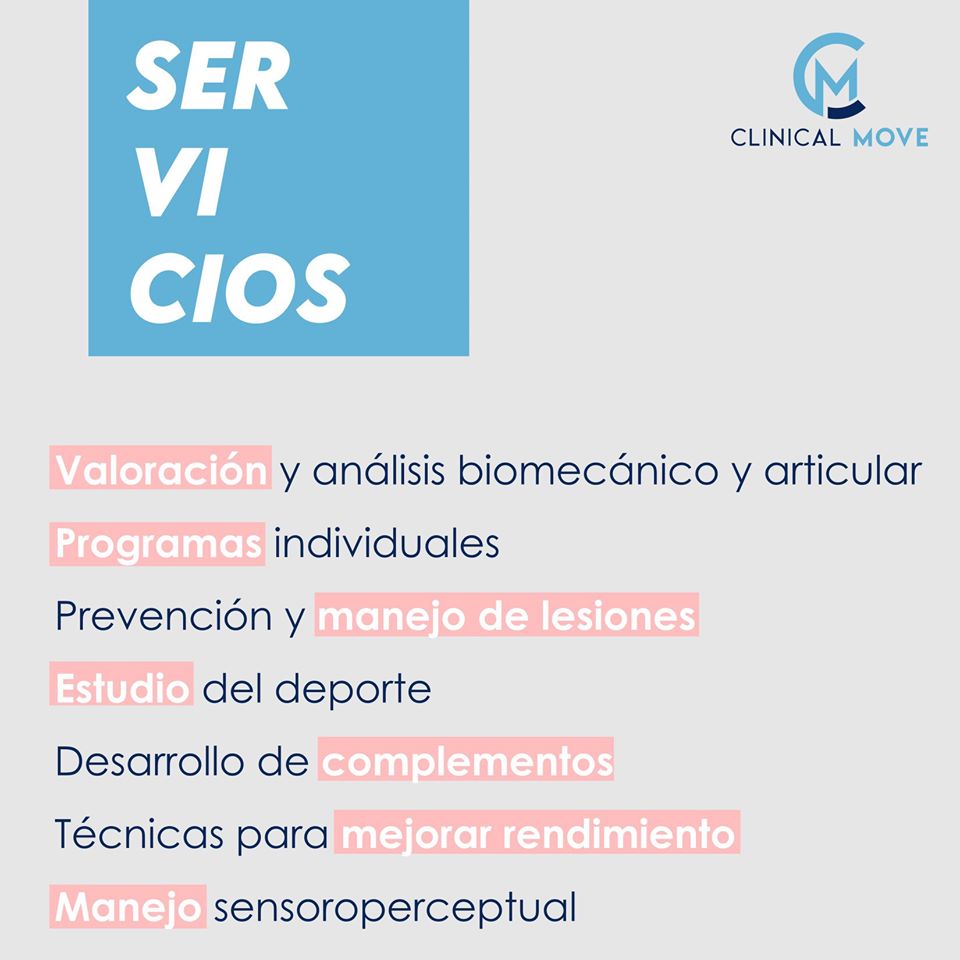 SER
VI
CIOS
CM
CLINICAL MOVE
Valoración y análisis biomecánico y articular
Programas individuales
Prevención y manejo de lesiones
Estudio del deporte
Desarrollo de complementos
Técnicas para mejorar rendimiento
Manejo sensoroperceptual